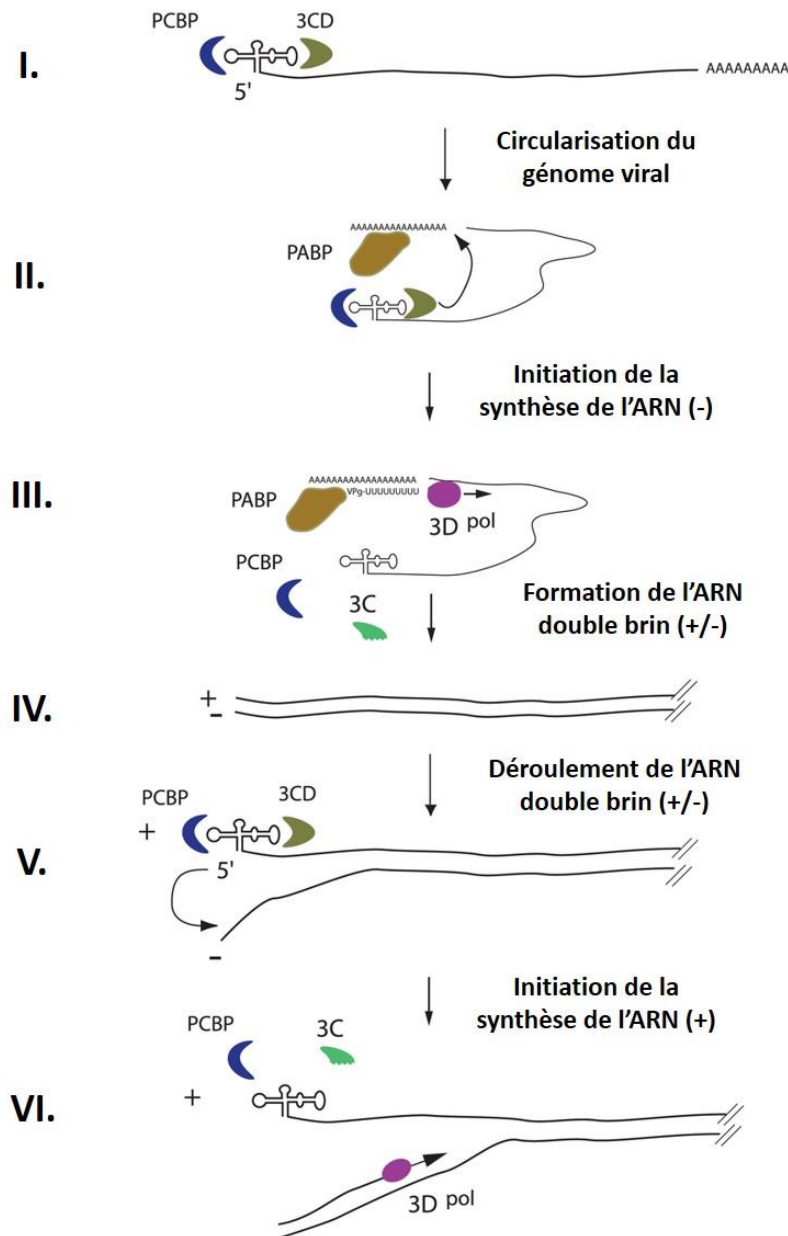 PCBP 3CD
I.
5'
AAAAAAAAA
Circularisation du
génome viral
AAAAAAAAAAAAAAAAA
PABP
II.
Initiation de la
synthèse de l'ARN (-)
III.
AAAAAAAAAAAAAAAAAAA
VPg-UUUUUUUUU
PABP
3D pol
PCBP
3C
Formation de l'ARN
double brin (+/-)
IV.
+
-
Déroulement de l'ARN
double brin (+/-)
PCBP 3CD
+
V.
5'
-
Initiation de la
synthèse de l'ARN (+)
PCBP 3C
VI.
+
3D pol